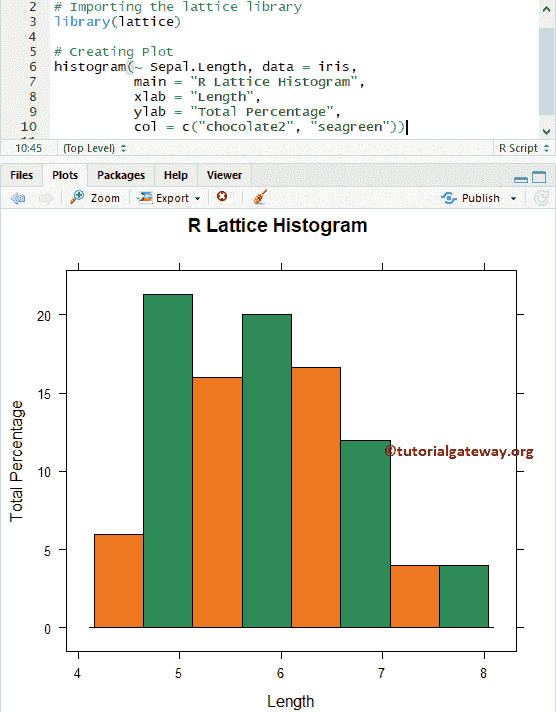 2 # Importing the lattice library
3 library(lattice)
4
5 # Creating Plot
6 histogram(~ Sepal.Length, data = iris,
7 main = "R Lattice Histogram",
8 xlab = "Length",
9 ylab = "Total Percentage",
10 col = c("chocolate2", "seagreen"))
10:45 (Top Level) R Script
Files Plots Packages Help Viewer
Zoom Export Publish
R Lattice Histogram
20
15
10
5
0
Total Percentage
©tutorialgateway.org
4 5 6 7 8
Length